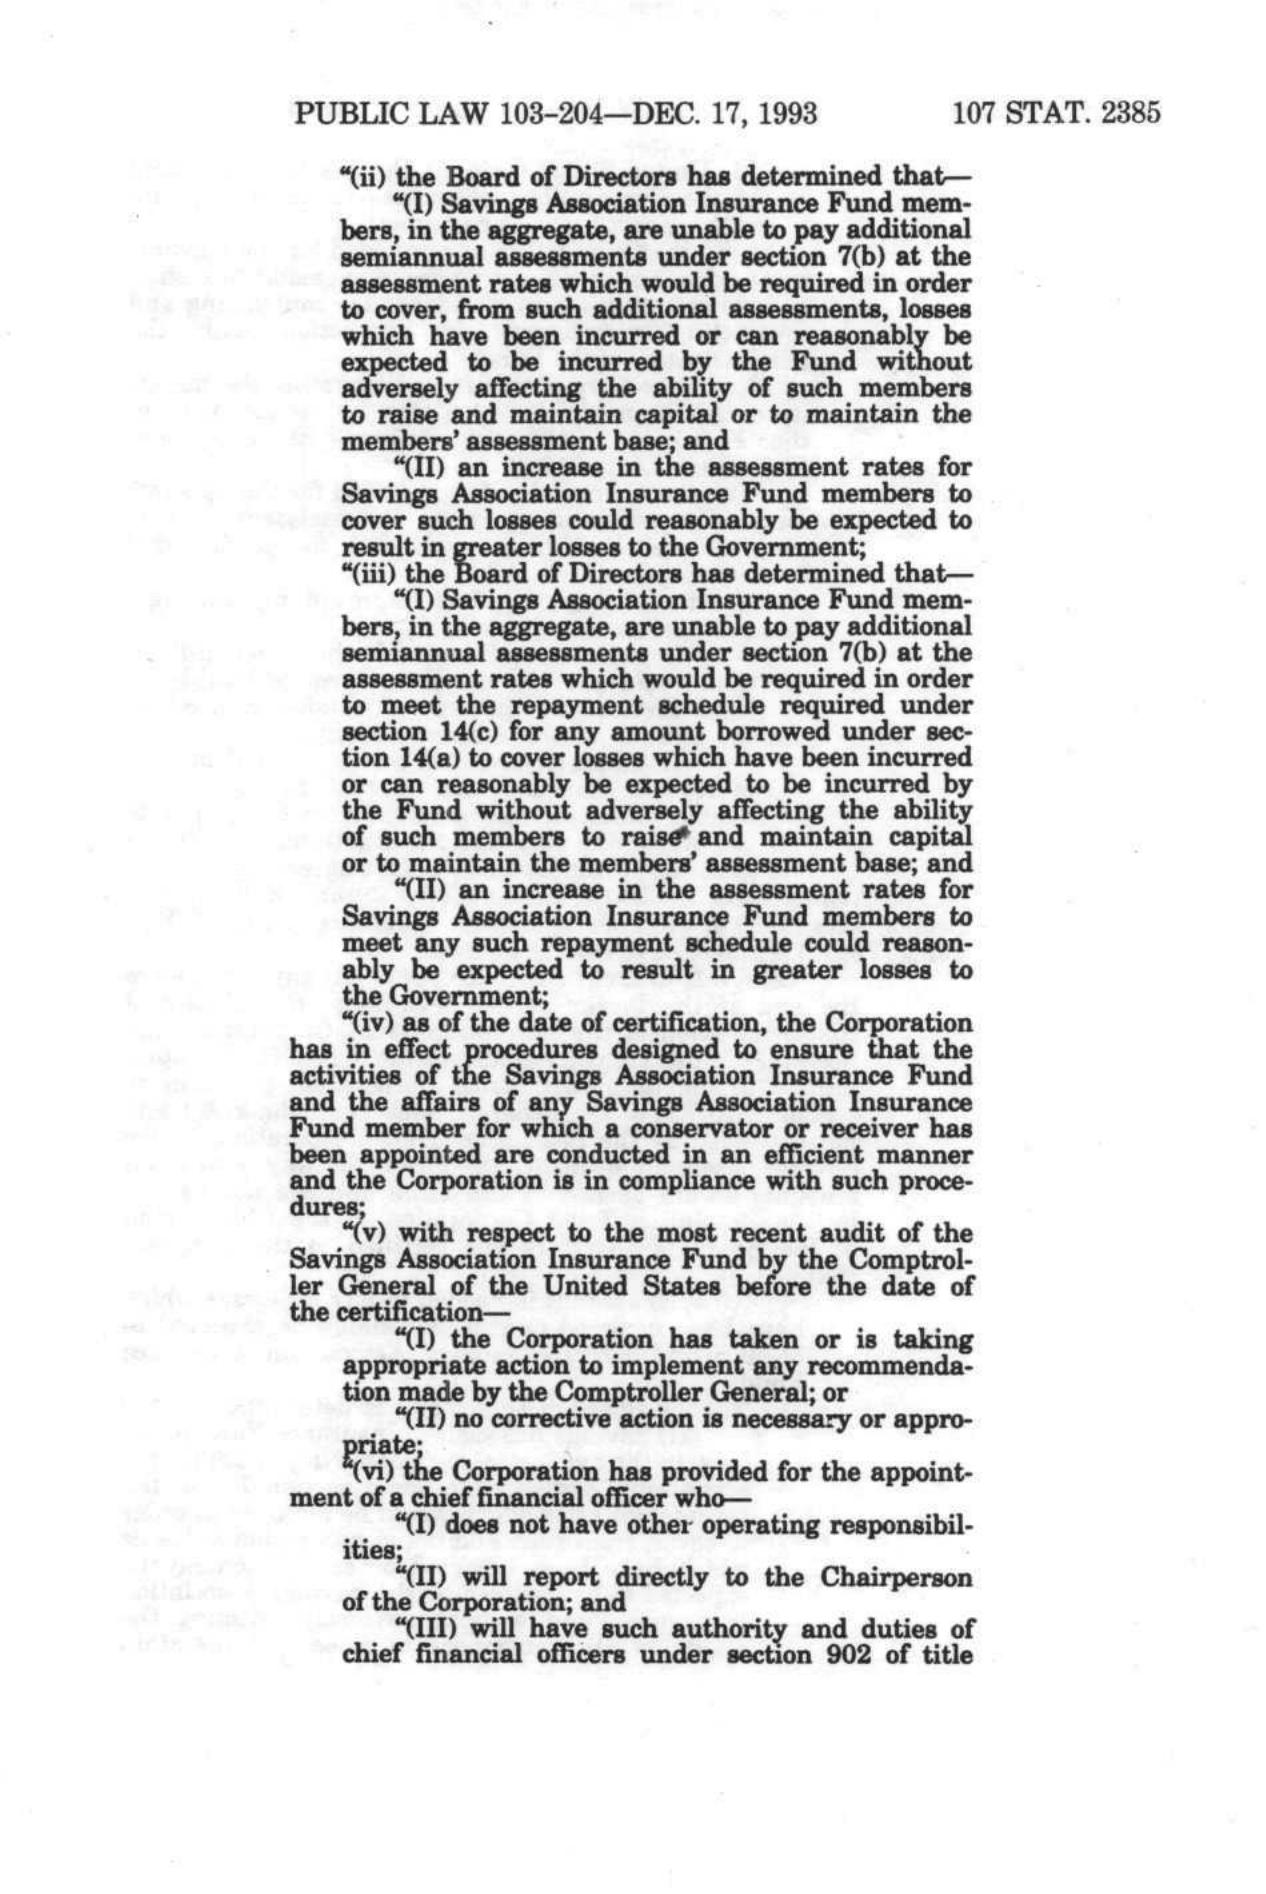 PUBLIC LAW 103–204—DEC. 17, 1993 107 STAT. 2385
“(ii) the Board of Directors has determined that—
“(I) Savings Association Insurance Fund mem-
bers, in the aggregate, are unable to pay additional
semiannual assessments under section 7(b) at the
assessment rates which would be required in order
to cover, from such additional assessments, losses
which have been incurred or can reasonably be
expected to be incurred by the Fund without
adversely affecting the ability of such members
to raise and maintain capital or to maintain the
members’ assessment base; and
“(II) an increase in the assessment rates for
Savings Association Insurance Fund members to
cover such losses could reasonably be expected to
result in greater losses to the Government;
“(iii) the Board of Directors has determined that—
“(I) Savings Association Insurance Fund mem-
bers, in the aggregate, are unable to pay additional
semiannual assessments under section 7(b) at the
assessment rates which would be required in order
to meet the repayment schedule required under
section 14(c) for any amount borrowed under sec-
tion 14(a) to cover losses which have been incurred
or can reasonably be expected to be incurred by
the Fund without adversely affecting the ability
of such members to raise and maintain capital
or to maintain the members’ assessment base; and
“(II) an increase in the assessment rates for
Savings Association Insurance Fund members to
meet any such repayment schedule could reason-
ably be expected to result in greater losses to
the Government;
“(iv) as of the date of certification, the Corporation
has in effect procedures designed to ensure that the
activities of the Savings Association Insurance Fund
and the affairs of any Savings Association Insurance
Fund member for which a conservator or receiver has
been appointed are conducted in an efficient manner
and the Corporation is in compliance with such proce-
dures;
“(v) with respect to the most recent audit of the
Savings Association Insurance Fund by the Comptrol-
ler General of the United States before the date of
the certification—
“(I) the Corporation has taken or is taking
appropriate action to implement any recommenda-
tion made by the Comptroller General; or
“(II) no corrective action is necessary or appro-
priate;
“(vi) the Corporation has provided for the appoint-
ment of a chief financial officer who—
“(I) does not have other operating responsibil-
ities;
“(II) will report directly to the Chairperson
of the Corporation; and
“(III) will have such authority and duties of
chief financial officers under section 902 of title